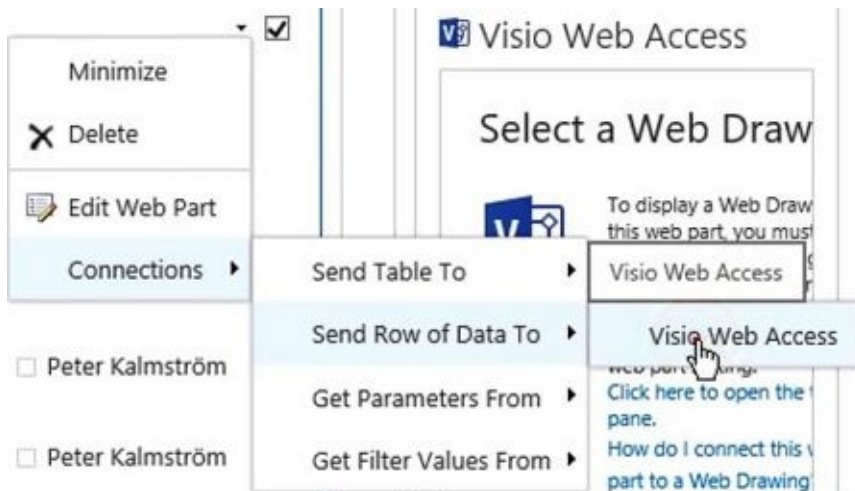 Minimize
Delete
Edit Web Part
Connections
Send Table To
Send Row of Data To
Get Parameters From
Get Filter Values From
Visio Web Access
Visio Web Access
Peter Kalmström
Peter Kalmström
Visio Web Access
Select a Web Draw
To display a Web Draw
this web part, you must
web part
Click here to open the
pane.
How do I connect this
part to a Web Drawing